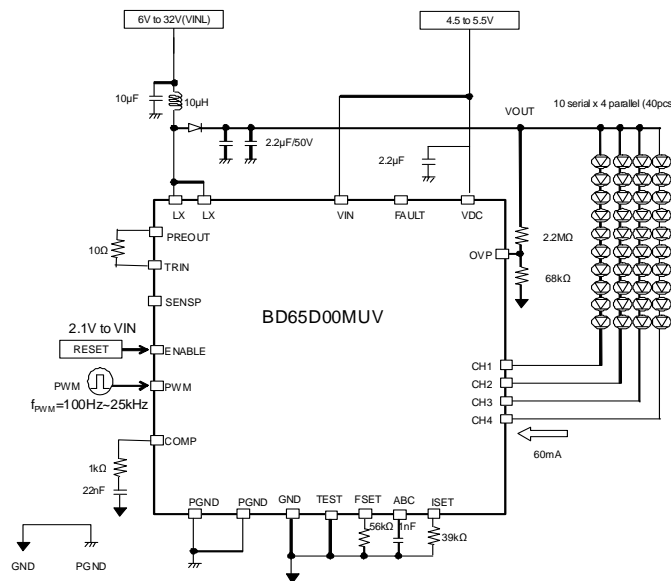 6V to 32V(VINL)
4.5 to 5.5V
10μF
10μH
2.2μF/50V
2.2μF
VOUT
10 serial x 4 parallel (40pcs
LX
LX
VIN
FAULT
VDC
PREOUT
10Ω
TRIN
SENSP
OVP
2.2MΩ
68kΩ
BD65D00MUV
2.1V to VIN
RESET
ENABLE
PWM
PWM
fPWM=100Hz~25kHz
CH1
CH2
CH3
CH4
60mA
COMP
1kΩ
22nF
PGND
PGND
GND
TEST
FSET
ABC
ISET
56kΩ
1nF
39kΩ
GND
PGND